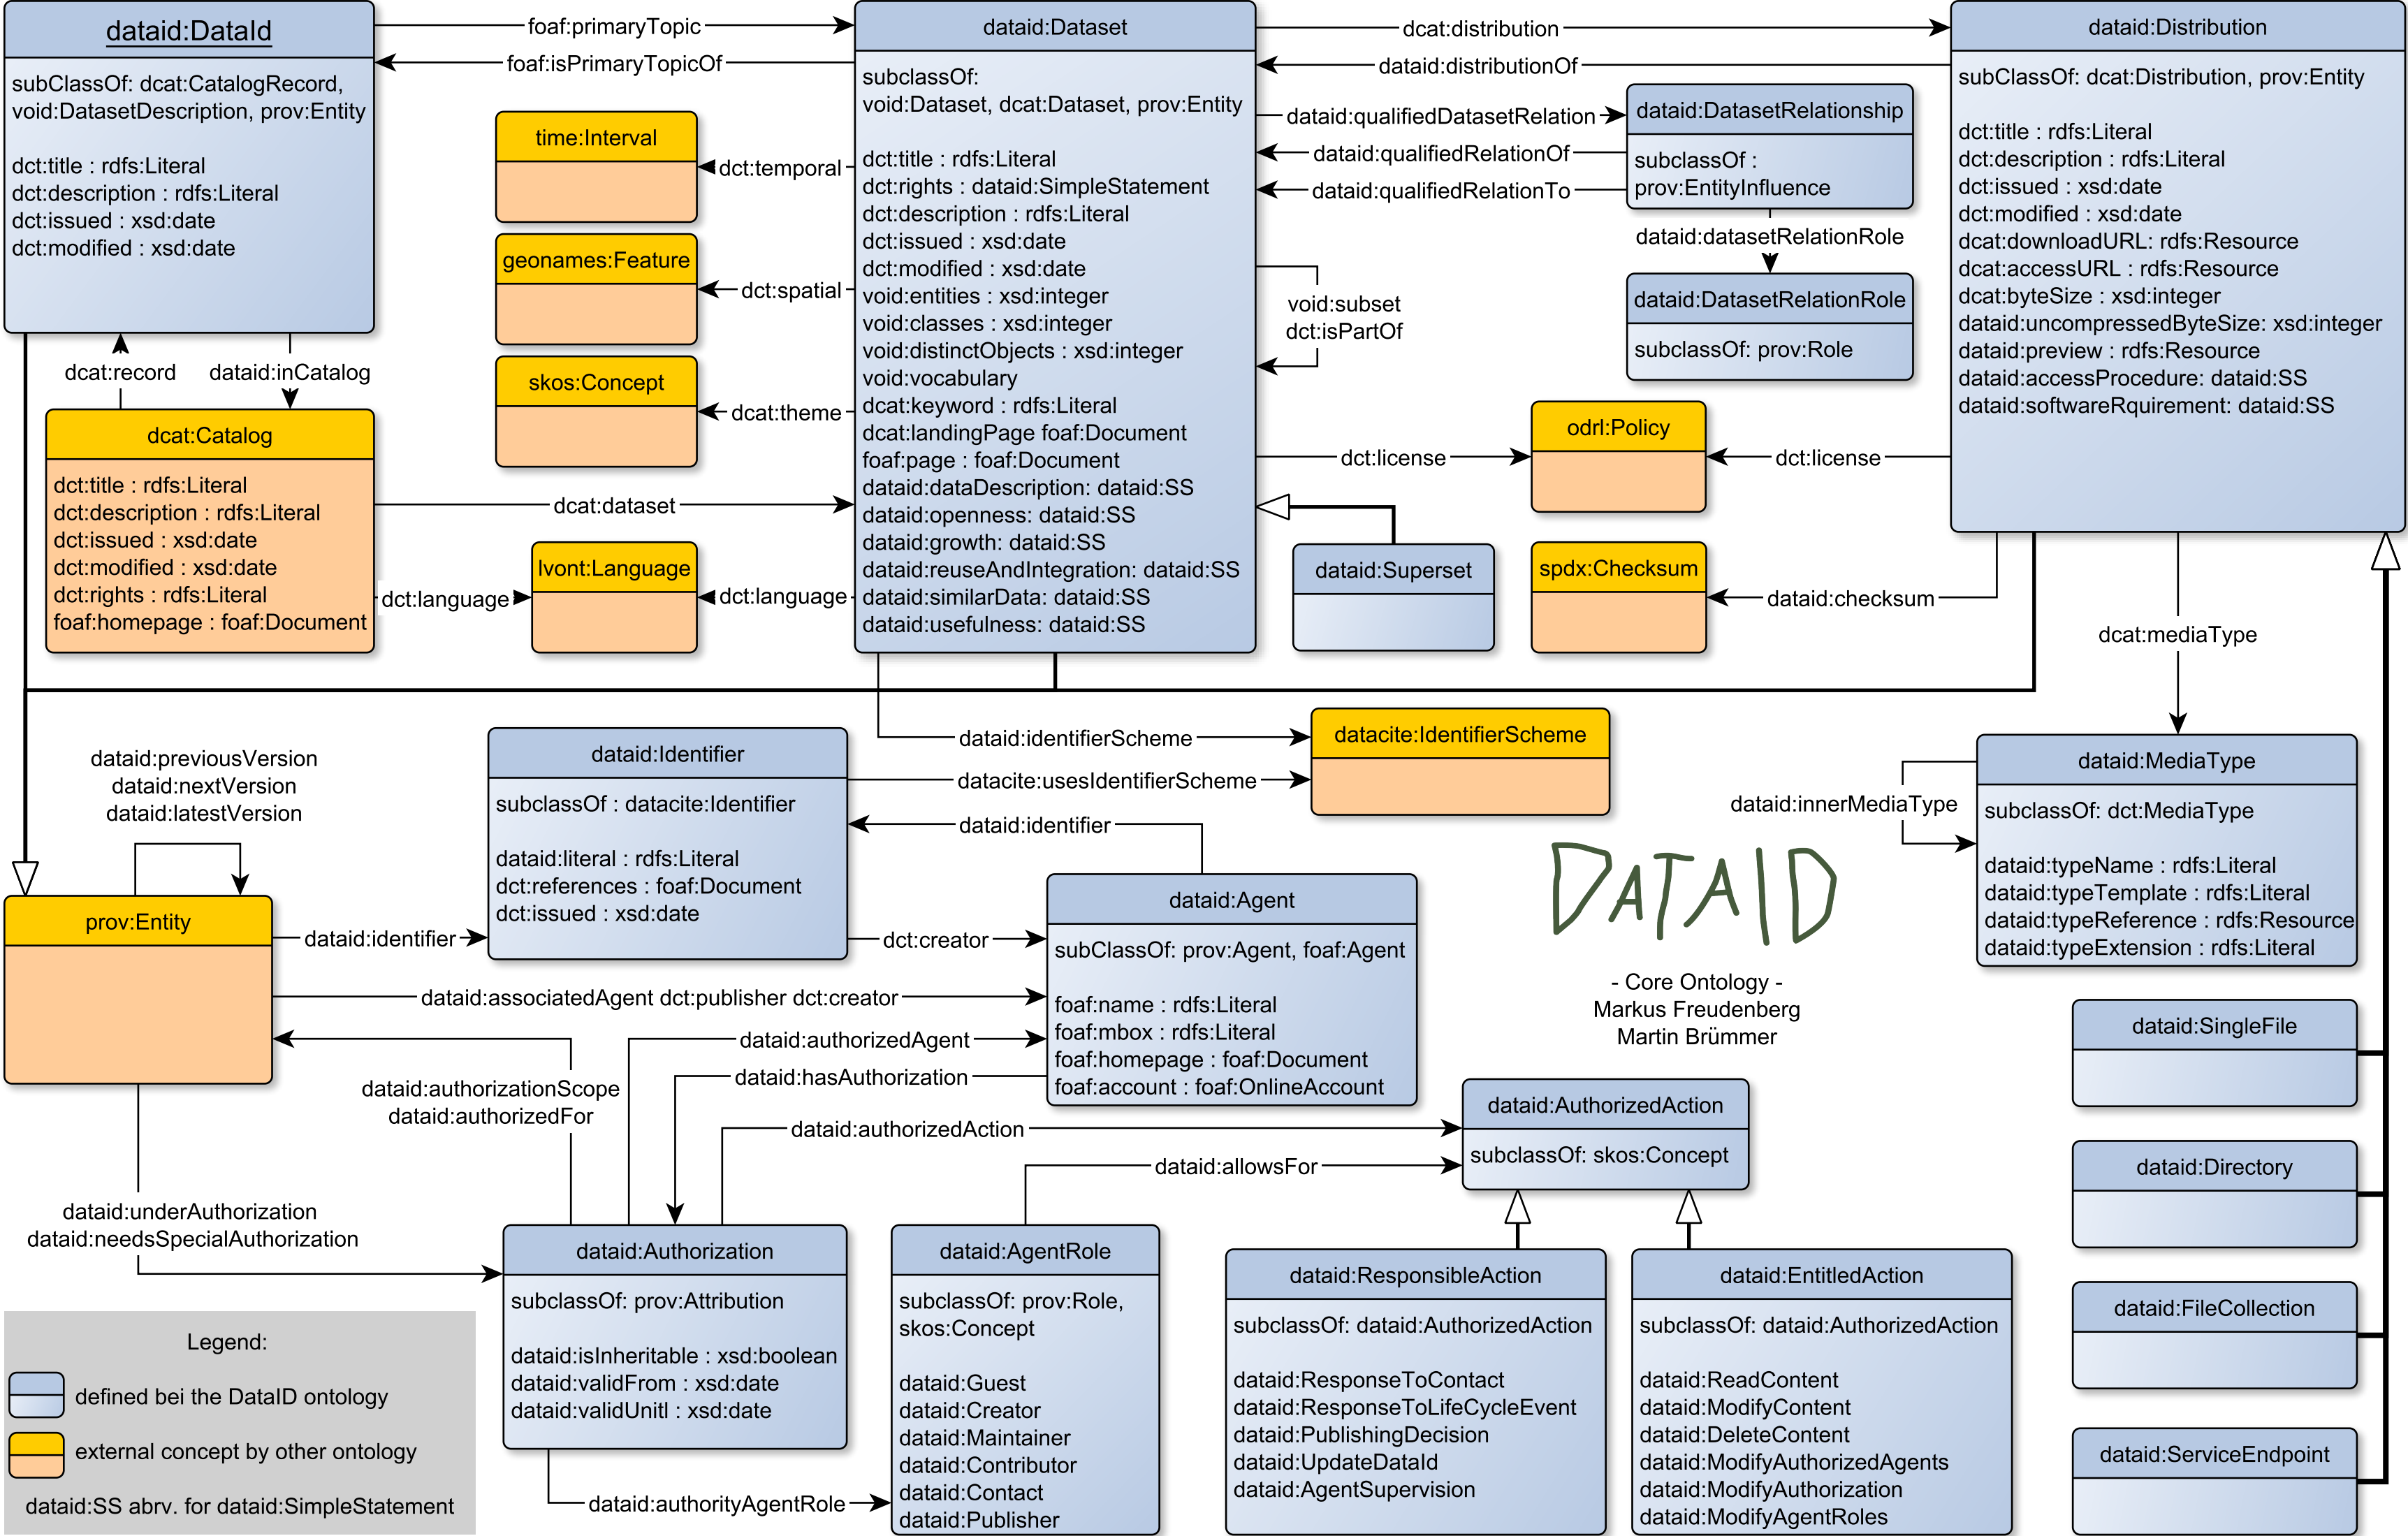 dataid:DataId
subClassOf: dcat:CatalogRecord,
void:DatasetDescription, prov:Entity
dct:title : rdfs:Literal
dct:description : rdfs:Literal
dct:issued : xsd:date
dct:modified : xsd:date
foaf:primaryTopic
foaf:isPrimaryTopicOf
dataid:Dataset
subclassOf:
void:Dataset, dcat:Dataset, prov:Entity
dct:title : rdfs:Literal
dct:rights : dataid:SimpleStatement
dct:description : rdfs:Literal
dct:issued : xsd:date
dct:modified : xsd:date
void:entities : xsd:integer
void:classes : xsd:integer
void:distinctObjects : xsd:integer
void:vocabulary
dcat:keyword : rdfs:Literal
dcat:landingPage foaf:Document
foaf:page : foaf:Document
dataid:dataDescription: dataid:SS
dataid:openness: dataid:SS
dataid:growth: dataid:SS
dataid:reuseAndIntegration: dataid:SS
dataid:similarData: dataid:SS
dataid:usefulness: dataid:SS
dcat:distribution
dataid:distributionOf
dataid:Distribution
subClassOf: dcat:Distribution, prov:Entity
dct:title : rdfs:Literal
dct:description : rdfs:Literal
dct:issued : xsd:date
dct:modified : xsd:date
dcat:downloadURL: rdfs:Resource
dcat:accessURL : rdfs:Resource
dcat:byteSize : xsd:integer
dataid:uncompressedByteSize: xsd:integer
dataid:preview : rdfs:Resource
dataid:accessProcedure: dataid:SS
dataid:softwareRquirement: dataid:SS
time:Interval
dct:temporal
geonames:Feature
dct:spatial
skos:Concept
dcat:theme
dataid:qualifiedDatasetRelation
dataid:qualifiedRelationOf
dataid:qualifiedRelationTo
dataid:DatasetRelationship
subclassOf :
prov:EntityInfluence
dataid:datasetRelationRole
dataid:DatasetRelationRole
subclassOf: prov:Role
void:subset
dct:isPartOf
dcat:record
dataid:inCatalog
dcat:Catalog
dct:title : rdfs:Literal
dct:description : rdfs:Literal
dct:issued : xsd:date
dct:modified : xsd:date
dct:rights : rdfs:Literal
foaf:homepage : foaf:Document
dcat:dataset
dct:language
lvont:Language
dct:language
dct:license
odrl:Policy
dct:license
dataid:Superset
spdx:Checksum
dataid:checksum
dcat:mediaType
dataid:previousVersion
dataid:nextVersion
dataid:latestVersion
dataid:Identifier
subclassOf : datacite:Identifier
dataid:literal : rdfs:Literal
dct:references : foaf:Document
dct:issued : xsd:date
dataid:identifierScheme
datacite:usesIdentifierScheme
datacite:IdentifierScheme
dataid:identifier
dataid:innerMediaType
dataid:MediaType
subclassOf: dct:MediaType
dataid:typeName : rdfs:Literal
dataid:typeTemplate : rdfs:Literal
dataid:typeReference : rdfs:Resource
dataid:typeExtension : rdfs:Literal
prov:Entity
dataid:identifier
dct:creator
dataid:Agent
subClassOf: prov:Agent, foaf:Agent
foaf:name : rdfs:Literal
foaf:mbox : rdfs:Literal
foaf:homepage : foaf:Document
foaf:account : foaf:OnlineAccount
DATAID
- Core Ontology -
Markus Freudenberg
Martin Brümmer
dataid:associatedAgent dct:publisher dct:creator
dataid:authorizedAgent
dataid:hasAuthorization
dataid:authorizationScope
dataid:authorizedFor
dataid:authorizedAction
dataid:allowsFor
dataid:AuthorizedAction
subclassOf: skos:Concept
dataid:SingleFile
dataid:Directory
dataid:FileCollection
dataid:ServiceEndpoint
dataid:underAuthorization
dataid:needsSpecialAuthorization
dataid:Authorization
subclassOf: prov:Attribution
dataid:isInheritable : xsd:boolean
dataid:validFrom : xsd:date
dataid:validUnitl : xsd:date
dataid:authorityAgentRole
dataid:AgentRole
subclassOf: prov:Role,
skos:Concept
dataid:Guest
dataid:Creator
dataid:Maintainer
dataid:Contributor
dataid:Contact
dataid:Publisher
dataid:ResponsibleAction
subclassOf: dataid:AuthorizedAction
dataid:ResponseToContact
dataid:ResponseToLifeCycleEvent
dataid:PublishingDecision
dataid:UpdateDataId
dataid:AgentSupervision
dataid:EntitledAction
subclassOf: dataid:AuthorizedAction
dataid:ReadContent
dataid:ModifyContent
dataid:DeleteContent
dataid:ModifyAuthorizedAgents
dataid:ModifyAuthorization
dataid:ModifyAgentRoles
Legend:
defined bei the DataID ontology
external concept by other ontology
dataid:SS abrv. for dataid:SimpleStatement